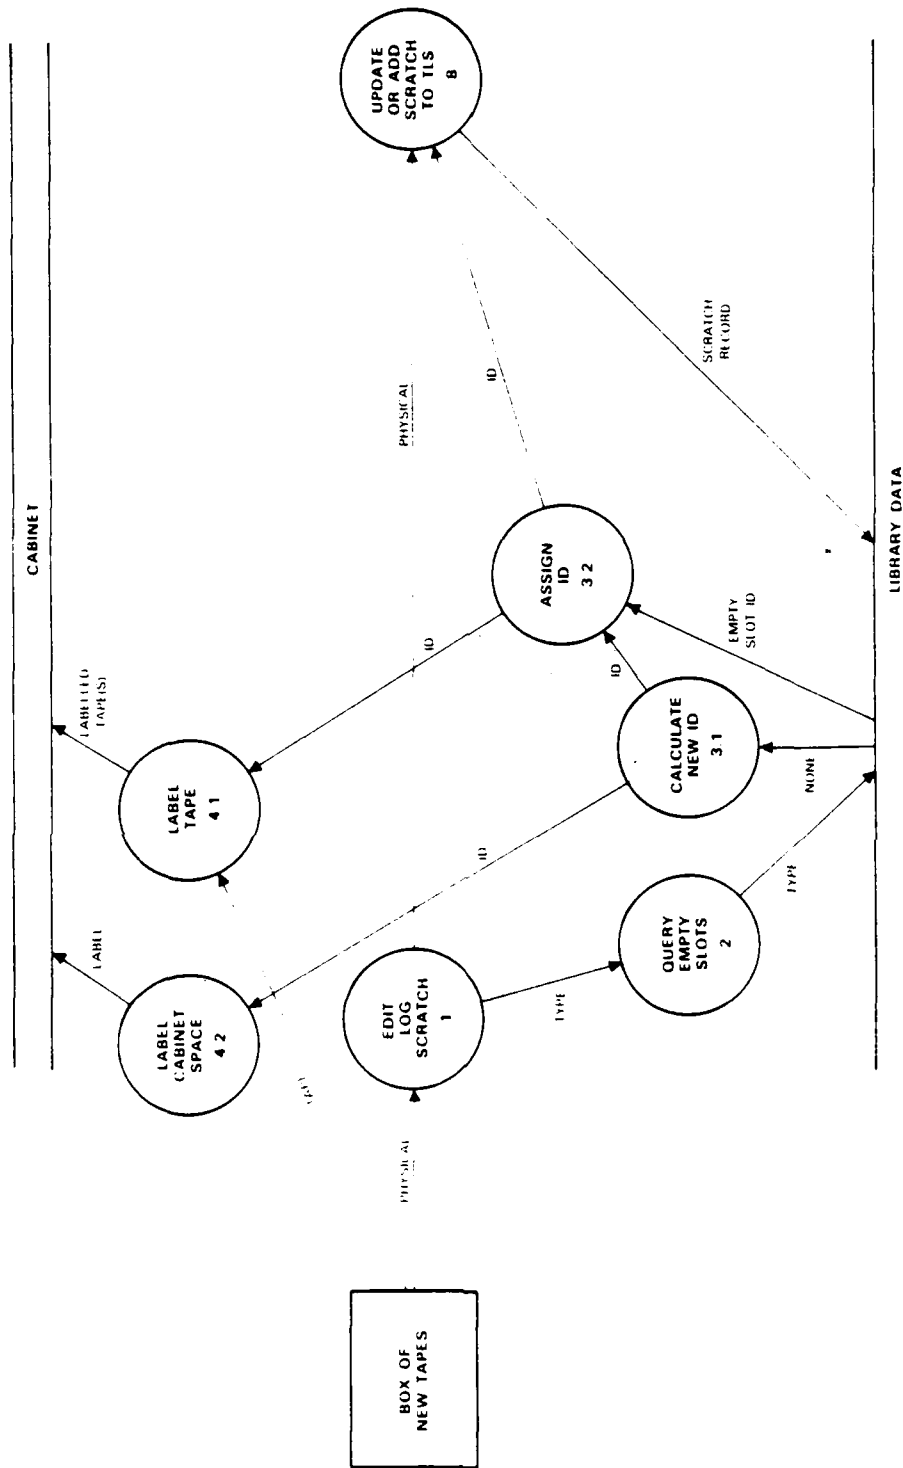 CABINET
LABEL
LABELLED
TAPE(S)
LABEL
CABINET
SPACE
4 2
LABEL
TAPE
4 1
ID
ID
BOX OF
NEW TAPES
PHYSICAL
EDIT
LOG
SCRATCH
1
PHYSICAL
UPDATE
OR ADD
SCRATCH
TO TLS
8
TYPE
ID
ASSIGN
ID
3 2
ID
QUERY
EMPTY
SLOTS
2
CALCULATE
NEW ID
3.1
TYPE
NONE
EMPTY
SLOT ID
SCRATCH
RECORD
LIBRARY DATA